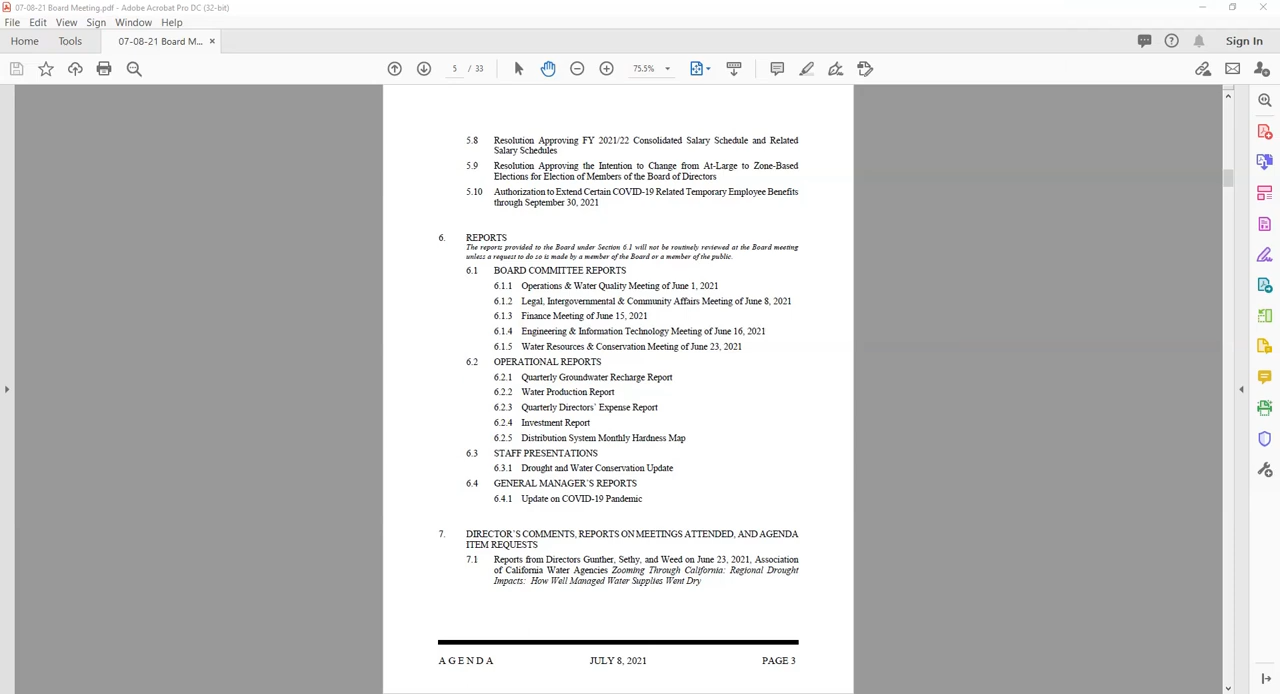 07-08-21 Board Meeting.pdf - Adobe Acrobat Pro DC (32-bit)
File Edit View Sign Window Help
Home Tools 07-08-21 Board M... × Sign In
5 / 33 75.5%
5.8 Resolution Approving FY 2021/22 Consolidated Salary Schedule and Related
Salary Schedules
5.9 Resolution Approving the Intention to Change from At-Large to Zone-Based
Elections for Election of Members of the Board of Directors
5.10 Authorization to Extend Certain COVID-19 Related Temporary Employee Benefits
through September 30, 2021
6. REPORTS
The reports provided to the Board under Section 6.1 will not be routinely reviewed at the Board meeting
unless a request to do so is made by a member of the Board or a member of the public.
6.1 BOARD COMMITTEE REPORTS
6.1.1 Operations & Water Quality Meeting of June 1, 2021
6.1.2 Legal, Intergovernmental & Community Affairs Meeting of June 8, 2021
6.1.3 Finance Meeting of June 15, 2021
6.1.4 Engineering & Information Technology Meeting of June 16, 2021
6.1.5 Water Resources & Conservation Meeting of June 23, 2021
6.2 OPERATIONAL REPORTS
6.2.1 Quarterly Groundwater Recharge Report
6.2.2 Water Production Report
6.2.3 Quarterly Directors' Expense Report
6.2.4 Investment Report
6.2.5 Distribution System Monthly Hardness Map
6.3 STAFF PRESENTATIONS
6.3.1 Drought and Water Conservation Update
6.4 GENERAL MANAGER'S REPORTS
6.4.1 Update on COVID-19 Pandemic
7. DIRECTOR'S COMMENTS, REPORTS ON MEETINGS ATTENDED, AND AGENDA
ITEM REQUESTS
7.1 Reports from Directors Gunther, Sethy, and Weed on June 23, 2021, Association
of California Water Agencies Zooming Through California: Regional Drought
Impacts: How Well Managed Water Supplies Went Dry
AGENDA JULY 8, 2021 PAGE 3